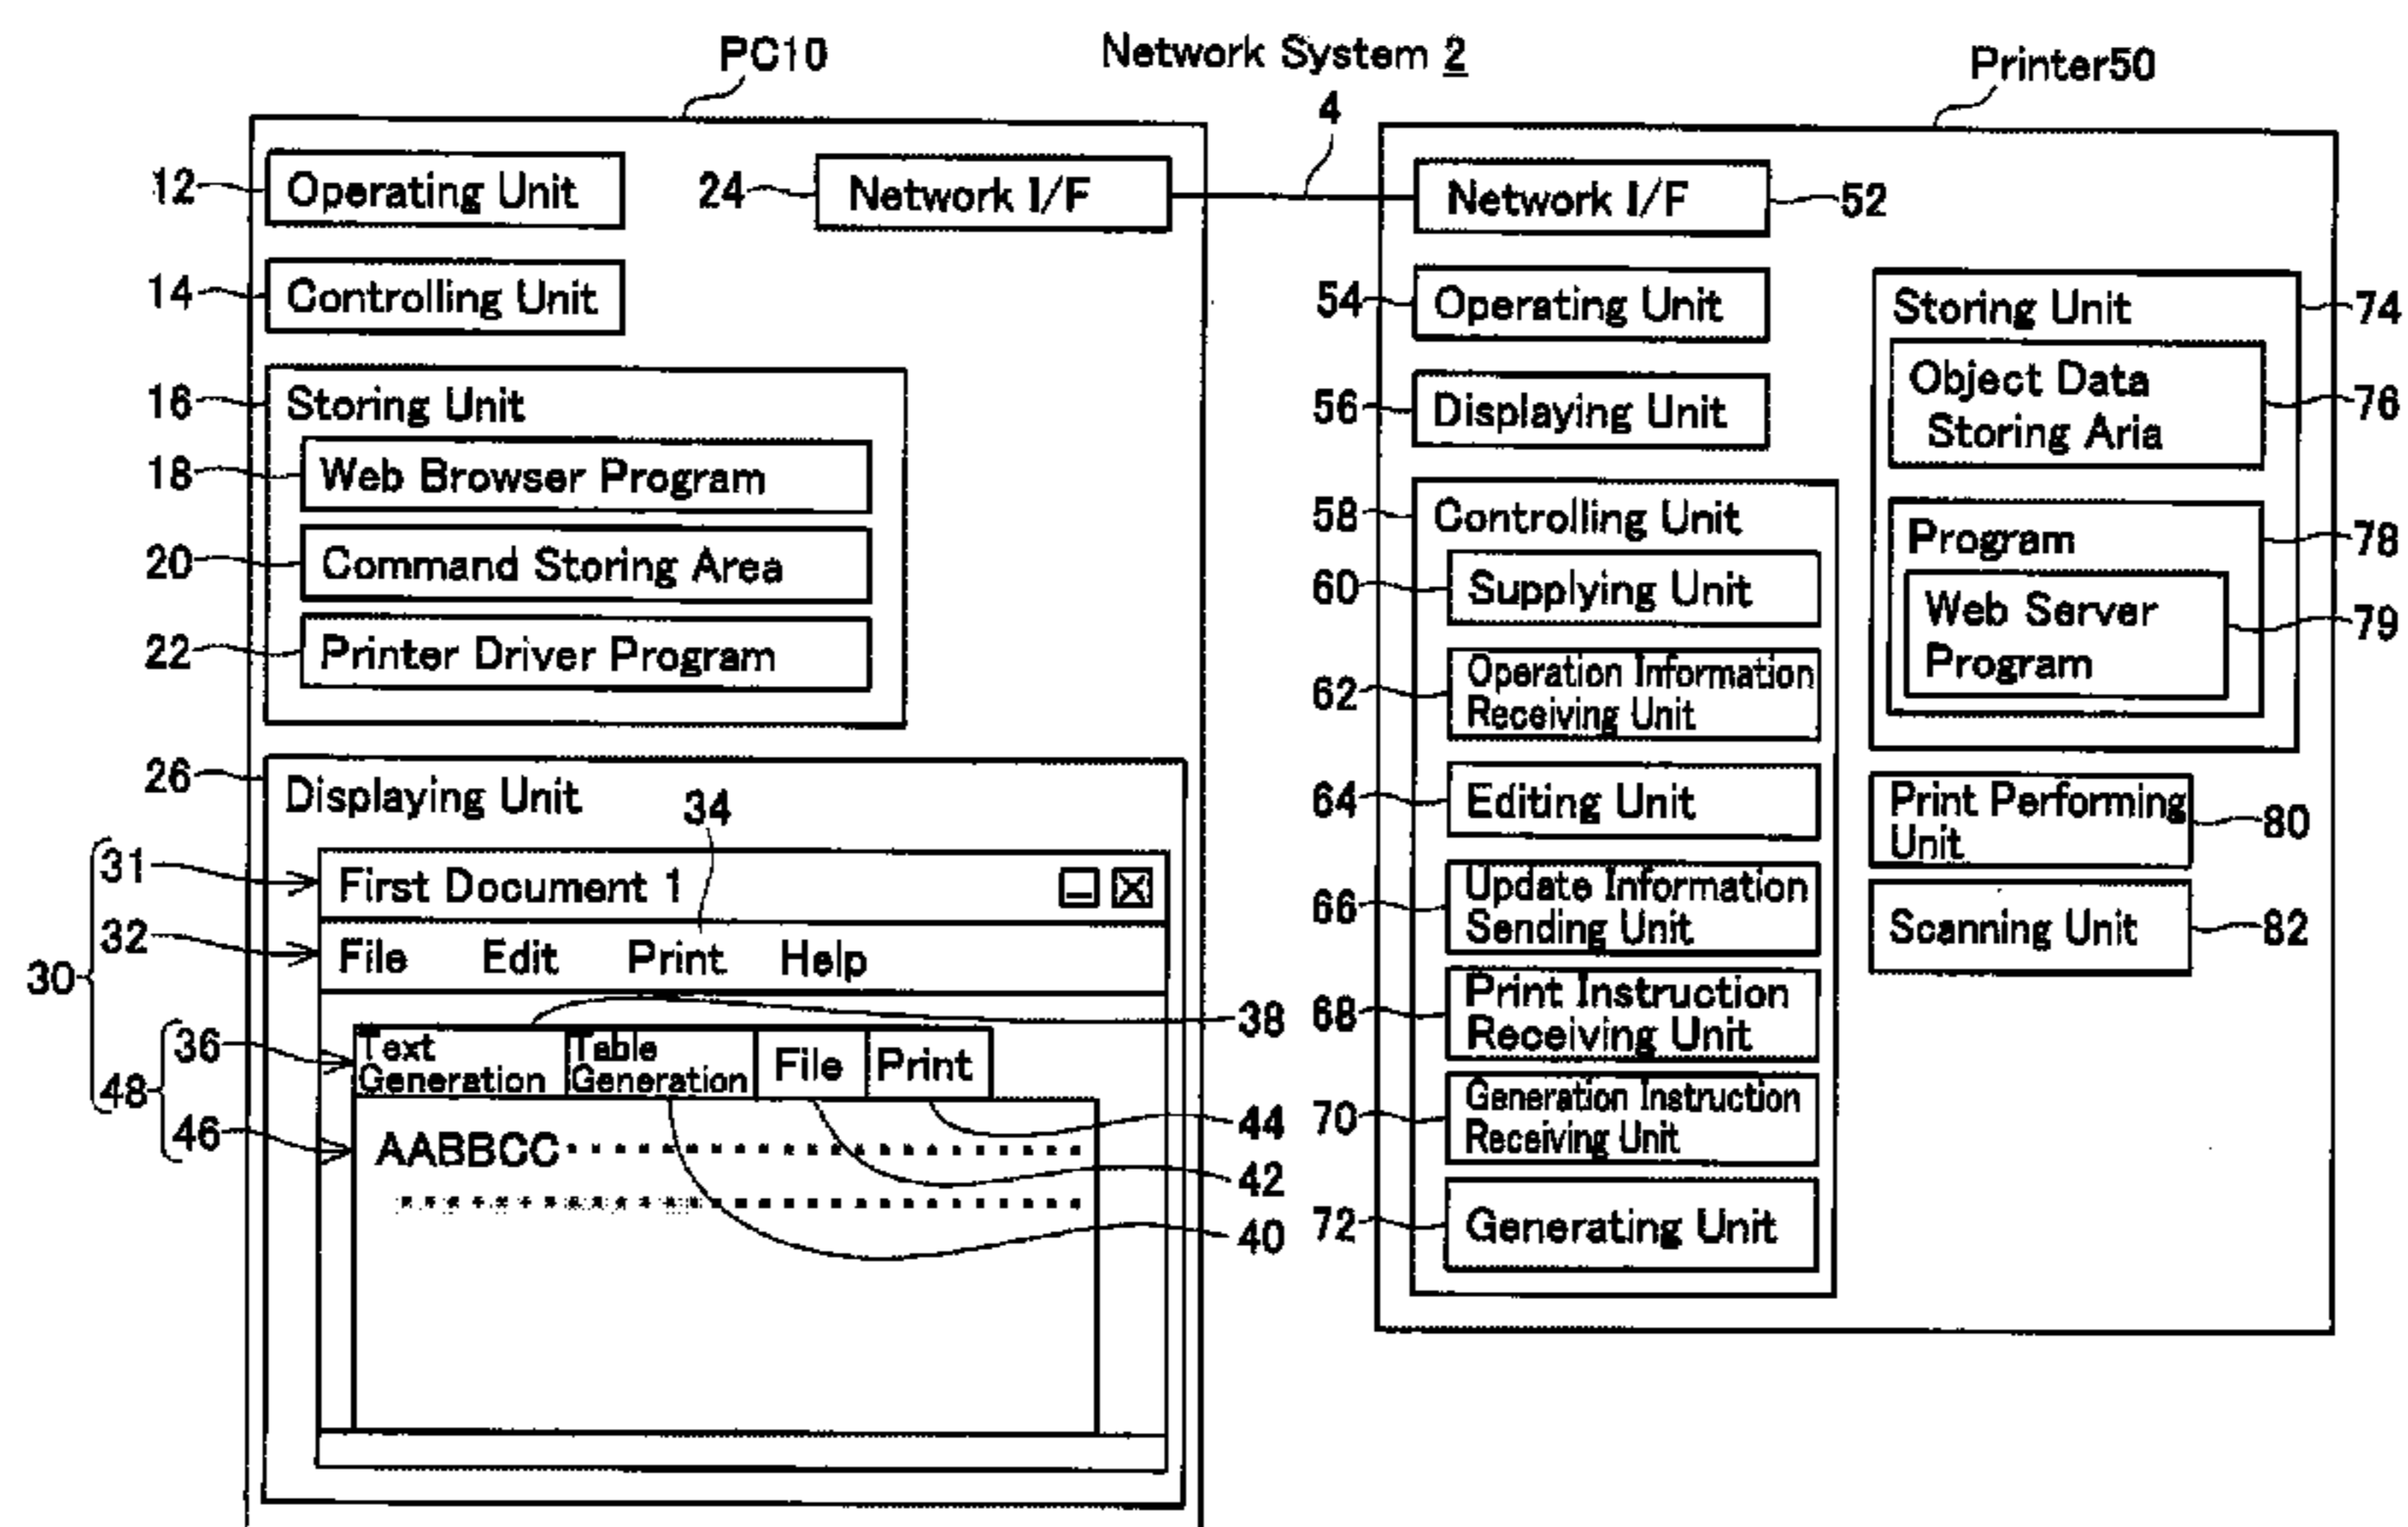 Network System 2
PC10
Printer50
4
12
Operating Unit
24
Network I/F
14
Controlling Unit
16
Storing Unit
18
Web Browser Program
20
Command Storing Area
22
Printer Driver Program
26
Displaying Unit
34
30
31
First Document 1
32
File Edit Print Help
48
36
Text
Generation
Table
Generation
File
Print
46
AABBCC
38
44
42
40
Network I/F
52
54
Operating Unit
56
Displaying Unit
58
Controlling Unit
60
Supplying Unit
62
Operation Information
Receiving Unit
64
Editing Unit
66
Update Information
Sending Unit
68
Print Instruction
Receiving Unit
70
Generation Instruction
Receiving Unit
72
Generating Unit
Storing Unit
74
Object Data
Storing Aria
76
Program
78
Web Server
Program
79
Print Performing
Unit
80
Scanning Unit
82